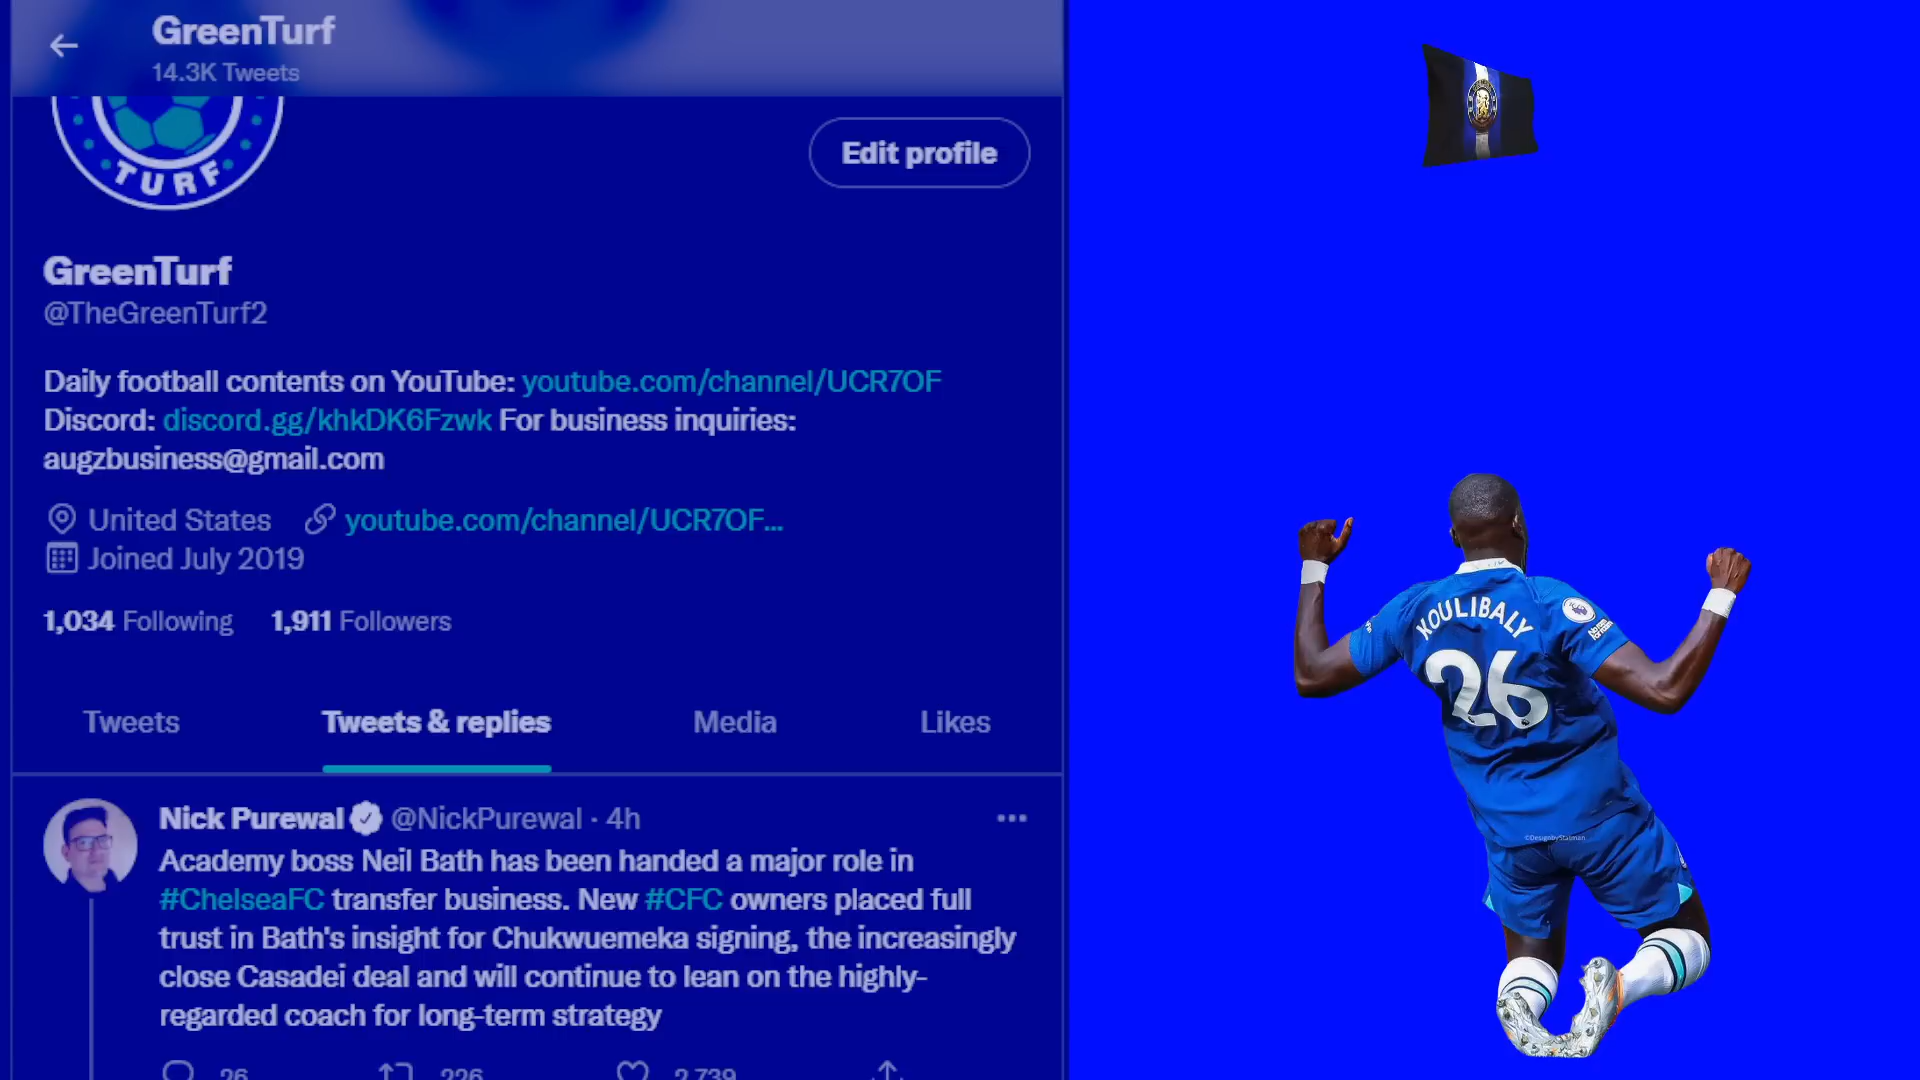 GreenTurf
14.3K Tweets
TURF
Edit profile
GreenTurf
@TheGreenTurf2
Daily football contents on YouTube: youtube.com/channel/UCR7OF
Discord: discord.gg/khkDK6Fzwk For business inquiries:
augzbusiness@gmail.com
United States youtube.com/channel/UCR7OF...
Joined July 2019
1,034 Following 1,911 Followers
Tweets Tweets & replies Media Likes
Nick Purewal @NickPurewal · 4h
Academy boss Neil Bath has been handed a major role in
#ChelseaFC transfer business. New #CFC owners placed full
trust in Bath's insight for Chukwuemeka signing, the increasingly
close Casadei deal and will continue to lean on the highly-
regarded coach for long-term strategy
26 226 2,739
KOULIBALY
26
©DesignbyStalman